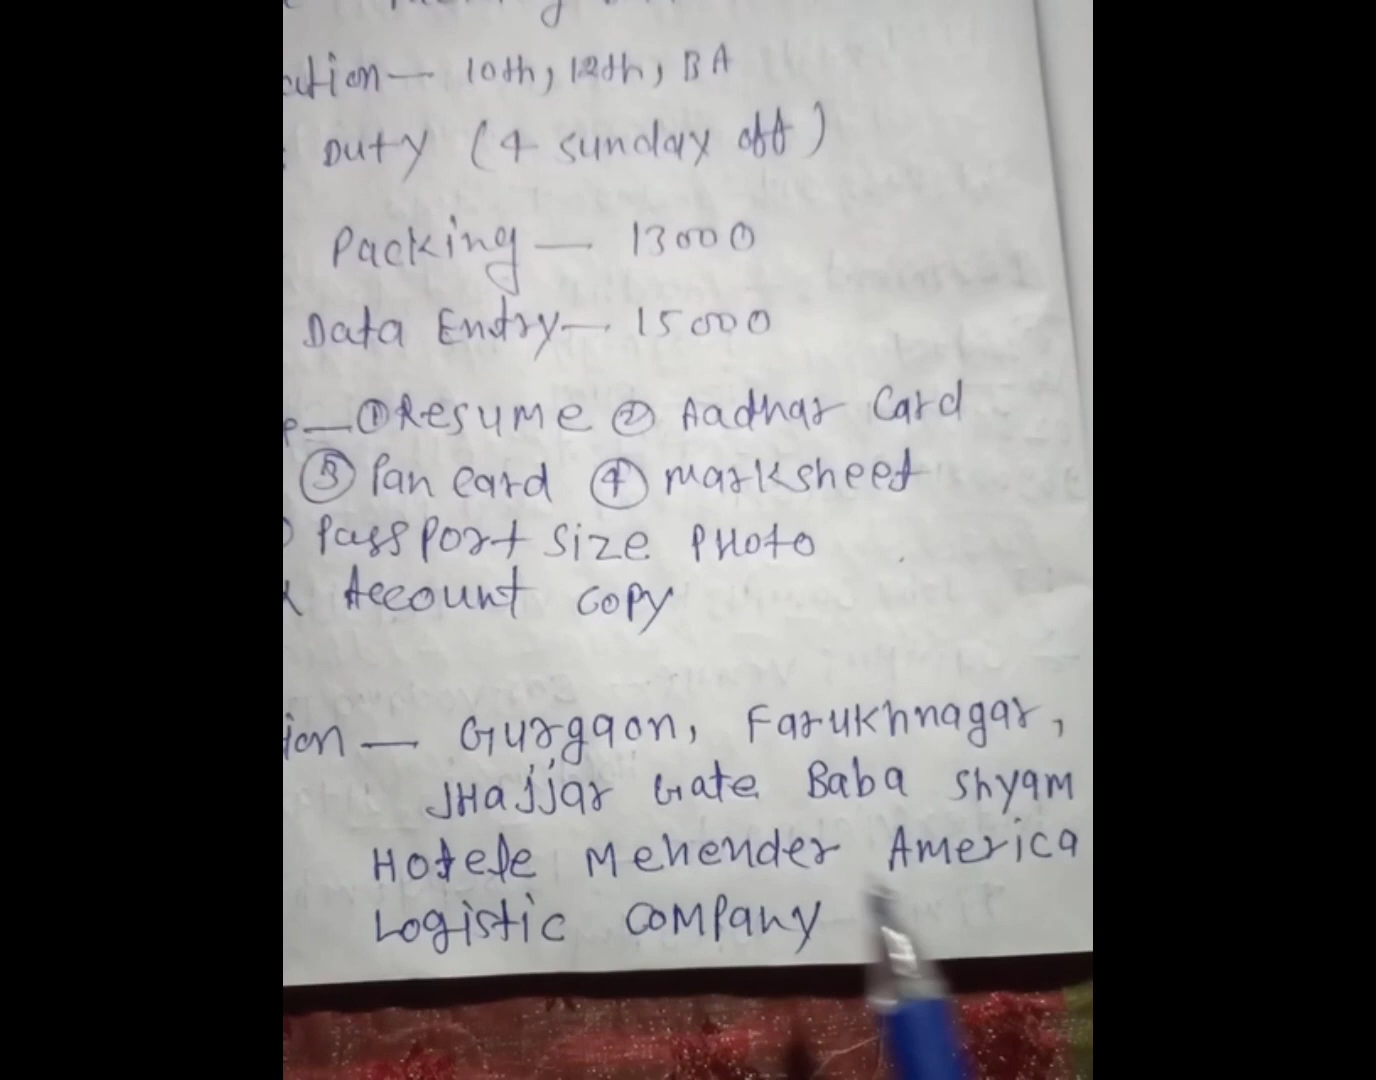 ation — 10th, 12th, BA
Duty (4 sunday off)
Packing — 13000
Data Entry — 15000
e — ① Resume ② Aadhar Card
③ Pan Card ④ marksheet
Passport Size Photo
k Account copy
ion — Gurgaon, Farukhnagar,
JHajjar Gate Baba Shyam
Hotele Mehender America
Logistic Company